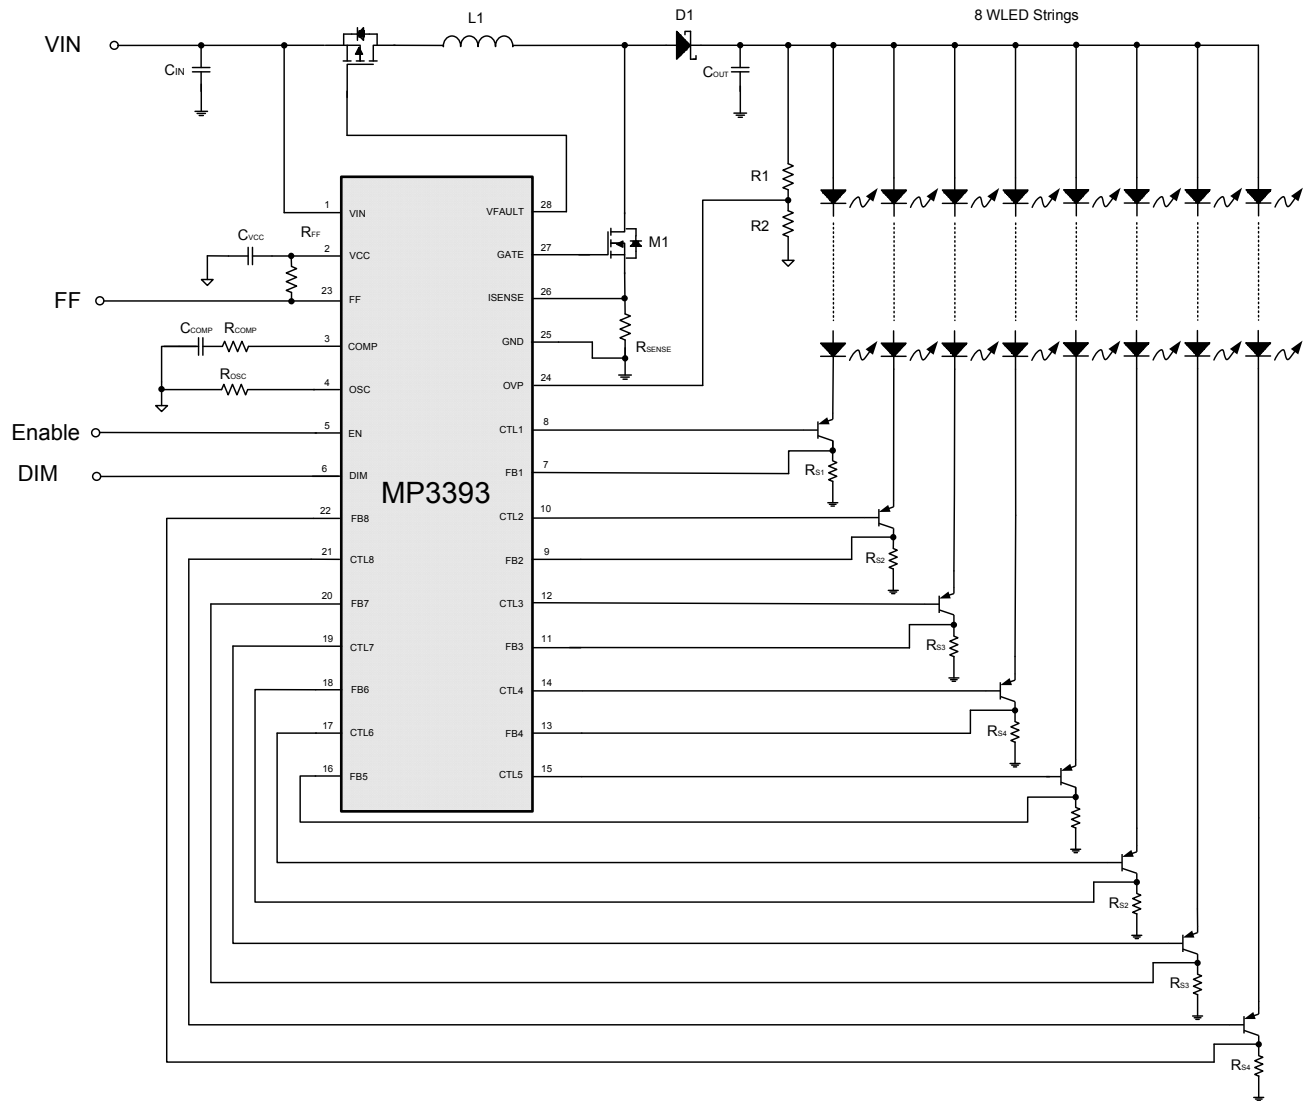 L1
D1
8 WLED Strings
VIN
CIN
COUT
R1
R2
1
VIN
VFAULT
28
CVCC
RFF
2
VCC
GATE
27
M1
FF
23
FF
ISENSE
26
CCOMP
RCOMP
3
COMP
GND
25
RSENSE
ROSC
4
OSC
OVP
24
Enable
5
EN
CTL1
8
DIM
6
DIM
FB1
7
RS1
MP3393
22
FB8
CTL2
10
21
CTL8
FB2
9
RS2
20
FB7
CTL3
12
19
CTL7
FB3
11
RS3
18
FB6
CTL4
14
17
CTL6
FB4
13
RS4
16
FB5
CTL5
15
RS2
RS3
RS4